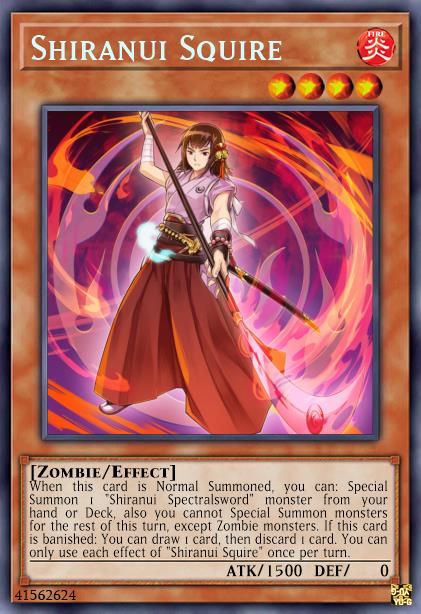 Shiranui Squire
FIRE
炎
[Zombie/Effect]
When this card is Normal Summoned, you can: Special
Summon 1 "Shiranui Spectralsword" monster from your
hand or Deck, also you cannot Special Summon monsters
for the rest of this turn, except Zombie monsters. If this card
is banished: You can draw 1 card, then discard 1 card. You can
only use each effect of "Shiranui Squire" once per turn.
ATK/1500 DEF/ 0
41562624